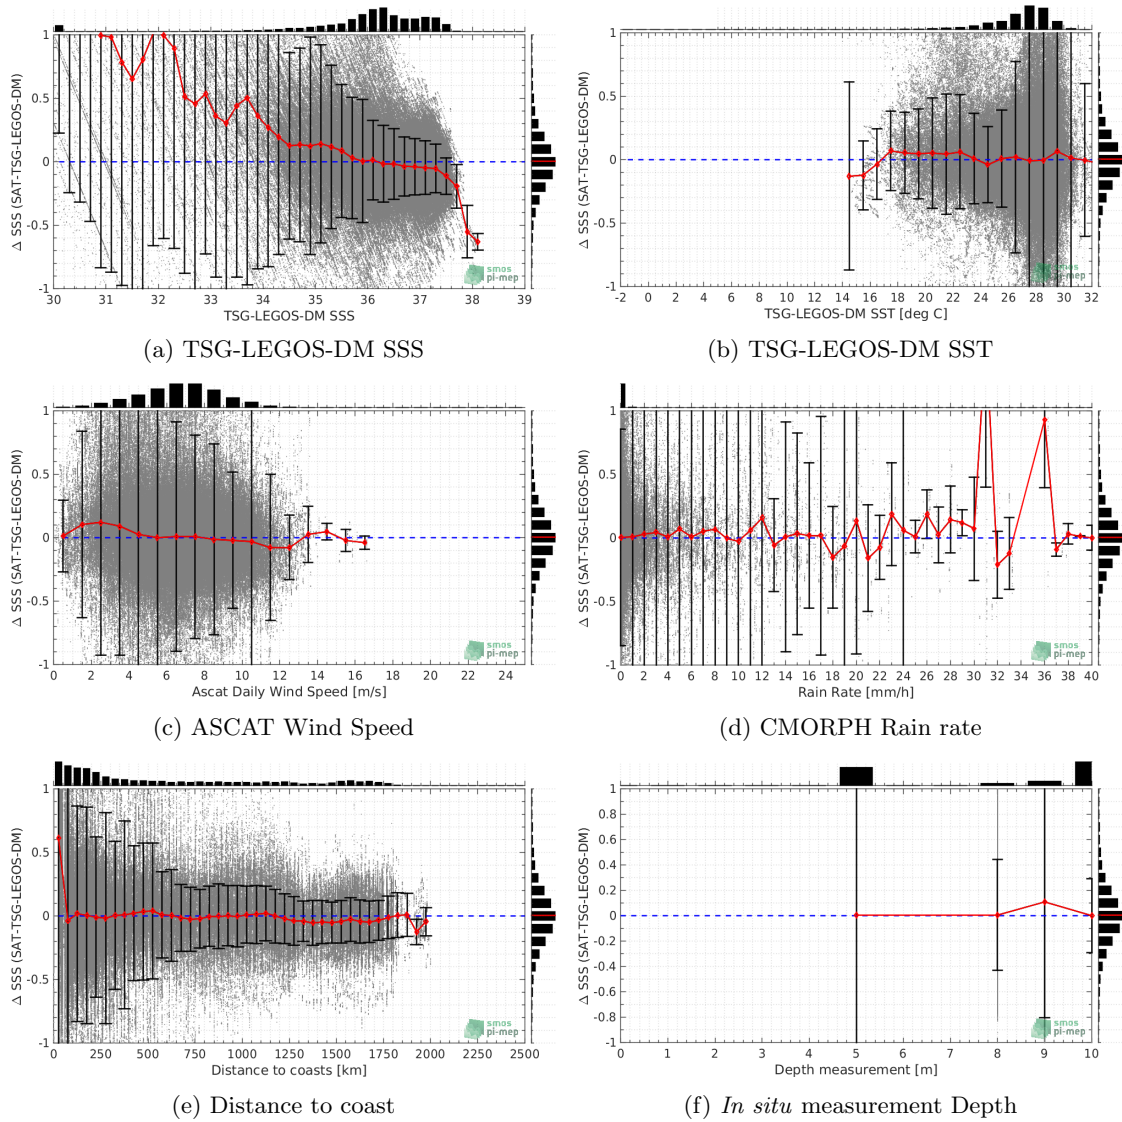 Δ SSS (SAT-TSG-LEGOS-DM)
1
0.5
0
-0.5
-1
30 31 32 33 34 35 36 37 38 39
TSG-LEGOS-DM SSS
smos
pi-mep
(a) TSG-LEGOS-DM SSS
Δ SSS (SAT-TSG-LEGOS-DM)
1
0.5
0
-0.5
-1
-2 0 2 4 6 8 10 12 14 16 18 20 22 24 26 28 30 32
TSG-LEGOS-DM SST [deg C]
smos
pi-mep
(b) TSG-LEGOS-DM SST
Δ SSS (SAT-TSG-LEGOS-DM)
1
0.5
0
-0.5
-1
0 2 4 6 8 10 12 14 16 18 20 22 24
Ascat Daily Wind Speed [m/s]
smos
pi-mep
(c) ASCAT Wind Speed
Δ SSS (SAT-TSG-LEGOS-DM)
1
0.5
0
-0.5
-1
0 2 4 6 8 10 12 14 16 18 20 22 24 26 28 30 32 34 36 38 40
Rain Rate [mm/h]
smos
pi-mep
(d) CMORPH Rain rate
Δ SSS (SAT-TSG-LEGOS-DM)
1
0.5
0
-0.5
-1
0 250 500 750 1000 1250 1500 1750 2000 2250 2500
Distance to coasts [km]
smos
pi-mep
(e) Distance to coast
Δ SSS (SAT-TSG-LEGOS-DM)
1
0.8
0.6
0.4
0.2
0
-0.2
-0.4
-0.6
-0.8
-1
0 1 2 3 4 5 6 7 8 9 10
Depth measurement [m]
smos
pi-mep
(f) In situ measurement Depth